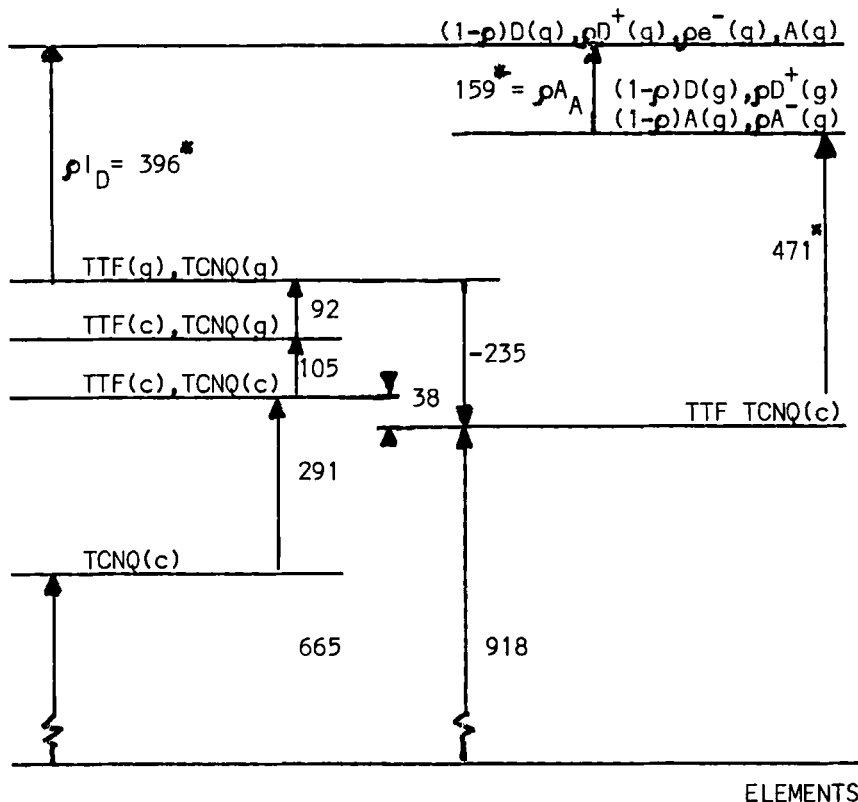 (1-ρ)D(g),ρD⁺(g),ρe⁻(g),A(g)
159* = ρA_A
(1-ρ)D(g),ρD⁺(g)
(1-ρ)A(g),ρA⁻(g)
ρI_D= 396*
471*
TTF(g),TCNQ(g)
92
TTF(c),TCNQ(g)
105
-235
TTF(c),TCNQ(c)
38
TTF TCNQ(c)
291
TCNQ(c)
665
918
ELEMENTS